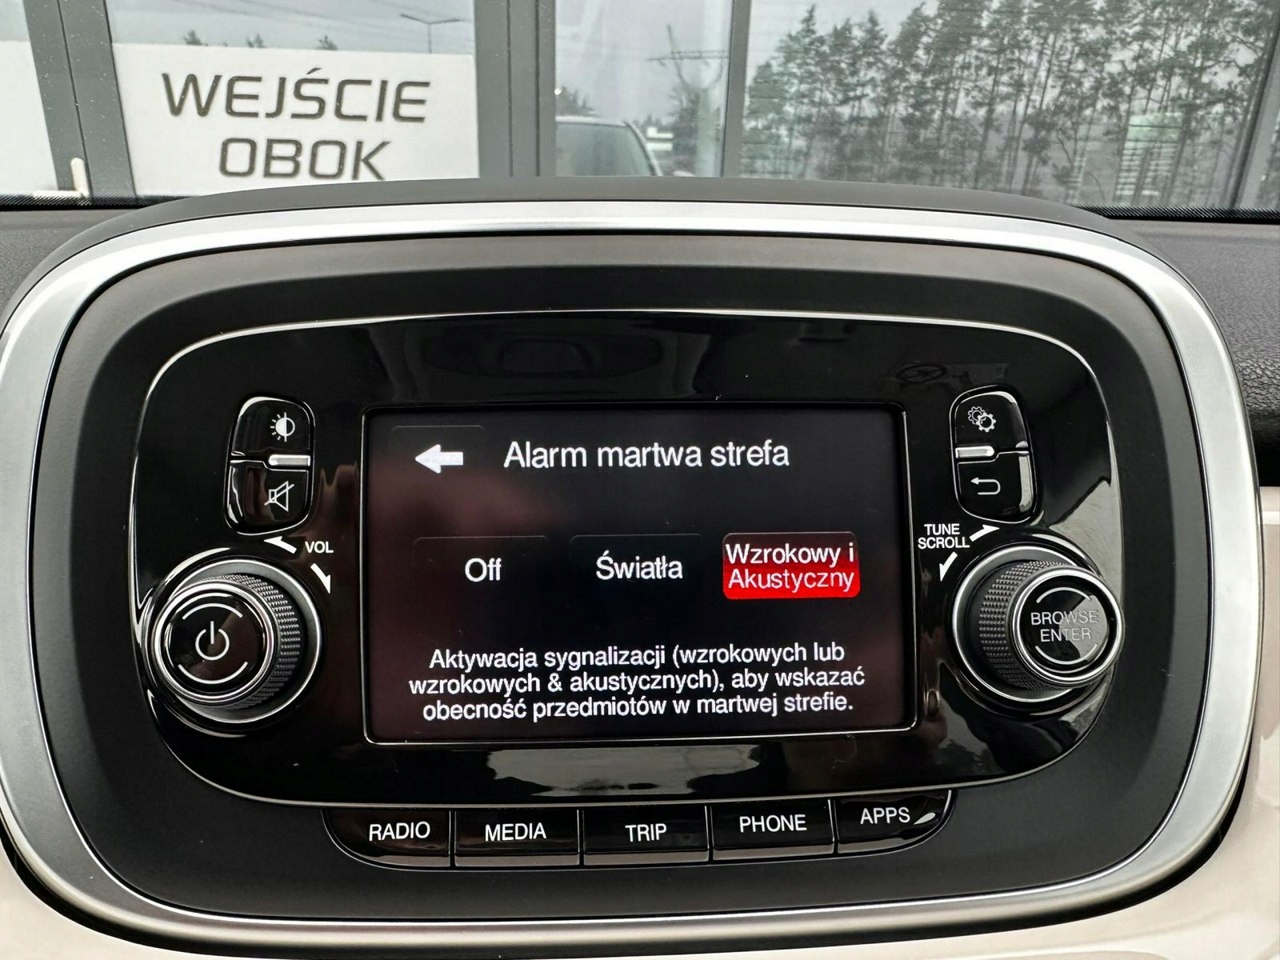 WEJŚCIE
OBOK
Alarm martwa strefa
Off
Światła
Wzrokowy i
Akustyczny
Aktywacja sygnalizacji (wzrokowych lub
wzrokowych & akustycznych), aby wskazać
obecność przedmiotów w martwej strefie.
VOL
TUNE
SCROLL
BROWSE
ENTER
RADIO
MEDIA
TRIP
PHONE
APPS